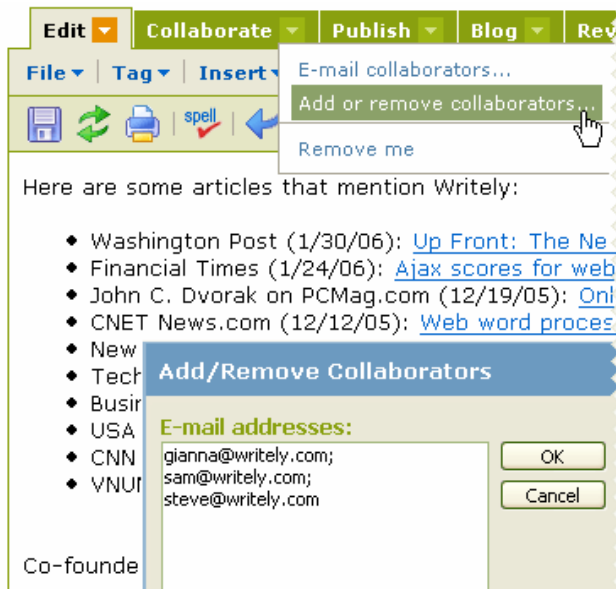 Edit Collaborate Publish Blog Rev
File Tag Insert
E-mail collaborators...
Add or remove collaborators...
spell
Remove me
Here are some articles that mention Writely:
Washington Post (1/30/06): Up Front: The Ne
Financial Times (1/24/06): Ajax scores for web
John C. Dvorak on PCMag.com (12/19/05): Onl
CNET News.com (12/12/05): Web word proces
New
Tech
Busin
USA
CNN
VNUN
Add/Remove Collaborators
E-mail addresses:
gianna@writely.com;
sam@writely.com;
steve@writely.com
OK
Cancel
Co-founde